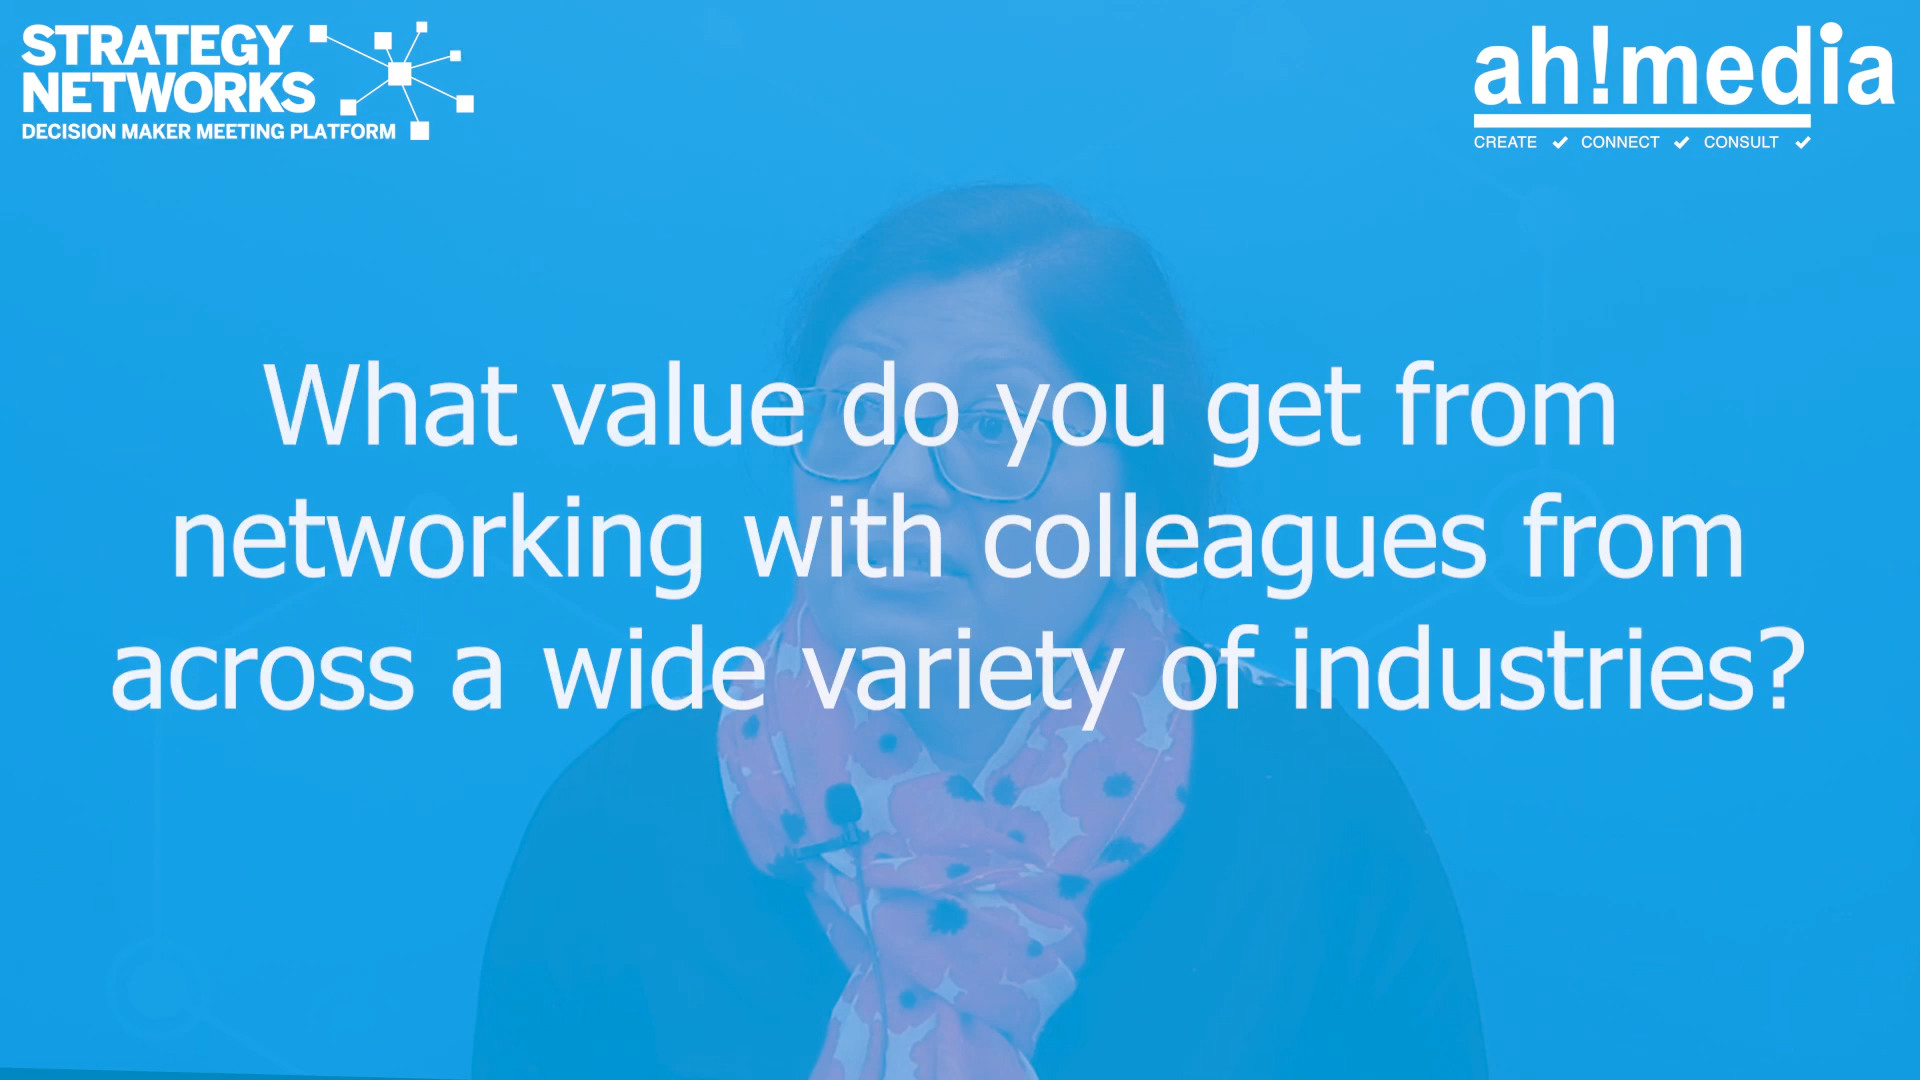 STRATEGY
NETWORKS
DECISION MAKER MEETING PLATFORM
ah!media
CREATE CONNECT CONSULT
What value do you get from
networking with colleagues from
across a wide variety of industries?